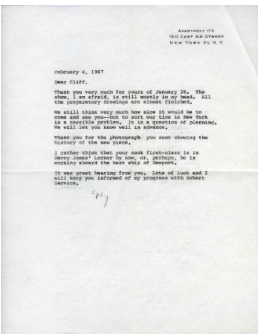 APARTMENT 17B
160 EAST 65 STREET
NEW YORK 21, N.Y.
February 6, 1967
Dear Cliff,
Thank you very much for yours of January 26. The
show, I am afraid, is still mostly in my head. All
the preparatory drawings are almost finished.
We still think very much how nice it would be to
come and see you--but to sort our time in New York
is a terrible problem. It is a question of planning.
We will let you know well in advance.
Thank you for the photograph you sent showing the
history of the new piece.
I rather think that your cook first-class is in
Davey Jones' Locker by now, or, perhaps, he is
working aboard the best ship of Newport.
It was great hearing from you. Lots of luck and I
will keep you informed of my progress with Robert